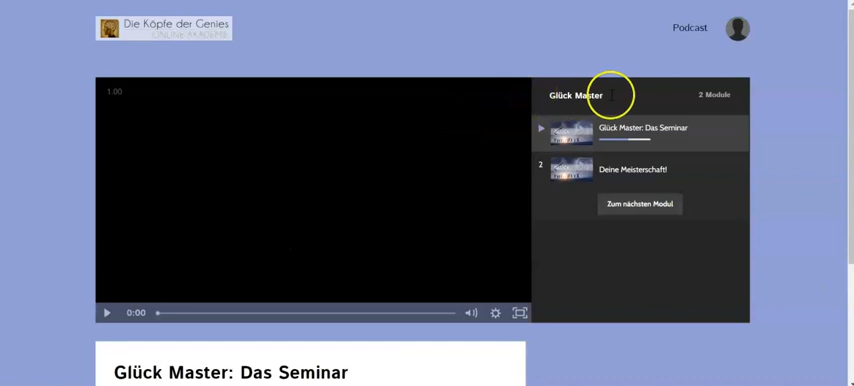 Die Köpfe der Genies
ONLINE AKADEMIE
Podcast
1.00
Glück Master
2 Module
Glück Master: Das Seminar
2
Deine Meisterschaft!
Zum nächsten Modul
0:00
Glück Master: Das Seminar